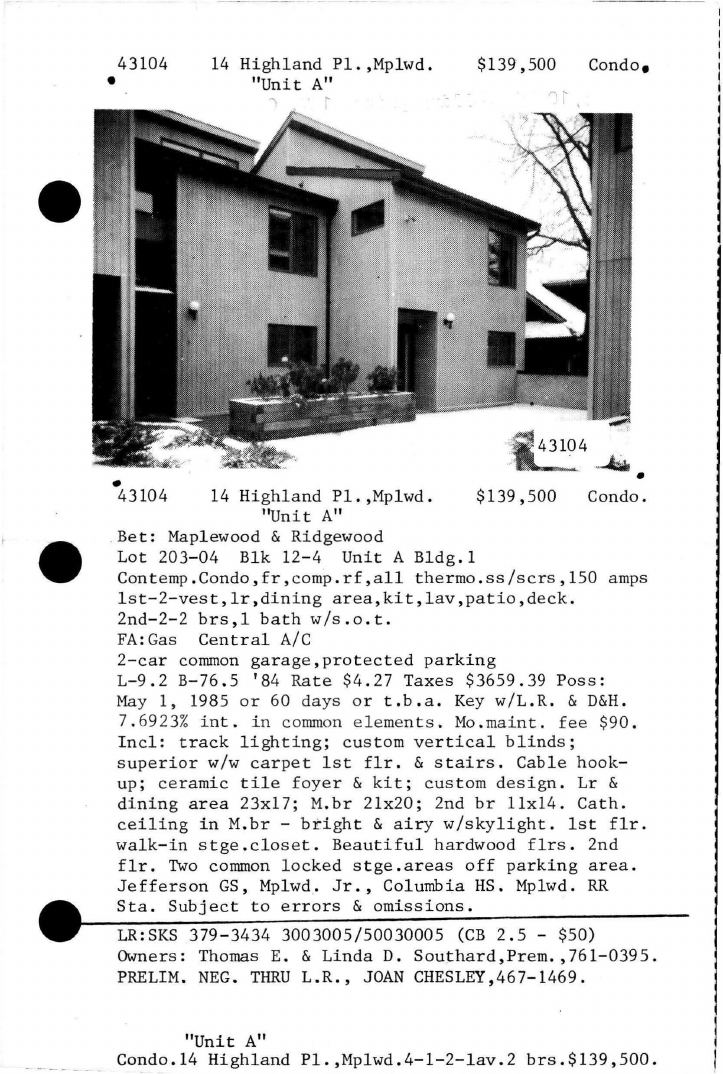 43104 14 Highland Pl.,Mplwd. $139,500 Condo.
"Unit A"
43104
43104 14 Highland Pl.,Mplwd. $139,500 Condo.
"Unit A"
Bet: Maplewood & Ridgewood
Lot 203-04 Blk 12-4 Unit A Bldg.1
Contemp.Condo,fr,comp.rf,all thermo.ss/scrs,150 amps
1st-2-vest,lr,dining area,kit,lav,patio,deck.
2nd-2-2 brs,1 bath w/s.o.t.
FA:Gas Central A/C
2-car common garage,protected parking
L-9.2 B-76.5 '84 Rate $4.27 Taxes $3659.39 Poss:
May 1, 1985 or 60 days or t.b.a. Key w/L.R. & D&H.
7.6923% int. in common elements. Mo.maint. fee $90.
Incl: track lighting; custom vertical blinds;
superior w/w carpet 1st flr. & stairs. Cable hook-
up; ceramic tile foyer & kit; custom design. Lr &
dining area 23x17; M.br 21x20; 2nd br 11x14. Cath.
ceiling in M.br - bright & airy w/skylight. 1st flr.
walk-in stge.closet. Beautiful hardwood flrs. 2nd
flr. Two common locked stge.areas off parking area.
Jefferson GS, Mplwd. Jr., Columbia HS. Mplwd. RR
Sta. Subject to errors & omissions.
LR:SKS 379-3434 3003005/50030005 (CB 2.5 - $50)
Owners: Thomas E. & Linda D. Southard,Prem.,761-0395.
PRELIM. NEG. THRU L.R., JOAN CHESLEY,467-1469.
"Unit A"
Condo.14 Highland Pl.,Mplwd.4-1-2-lav.2 brs.$139,500.